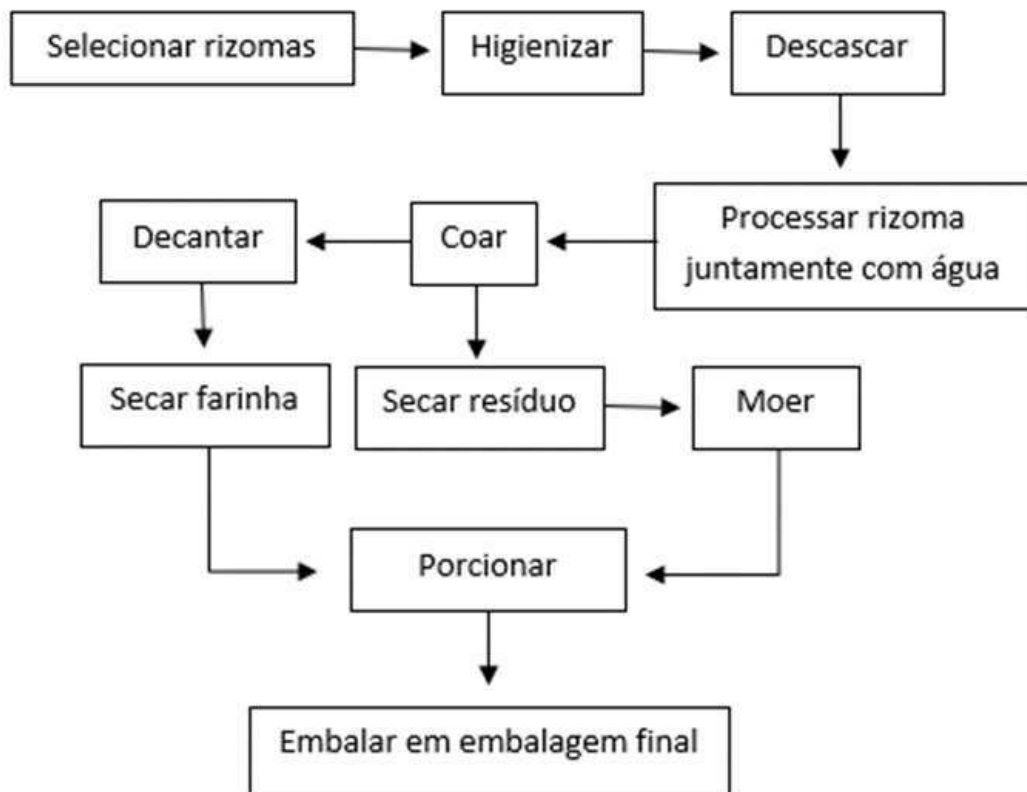 Selecionar rizomas
Higienizar
Descascar
Processar rizoma
juntamente com água
Coar
Decantar
Secar farinha
Secar resíduo
Moer
Porcionar
Embalar em embalagem final